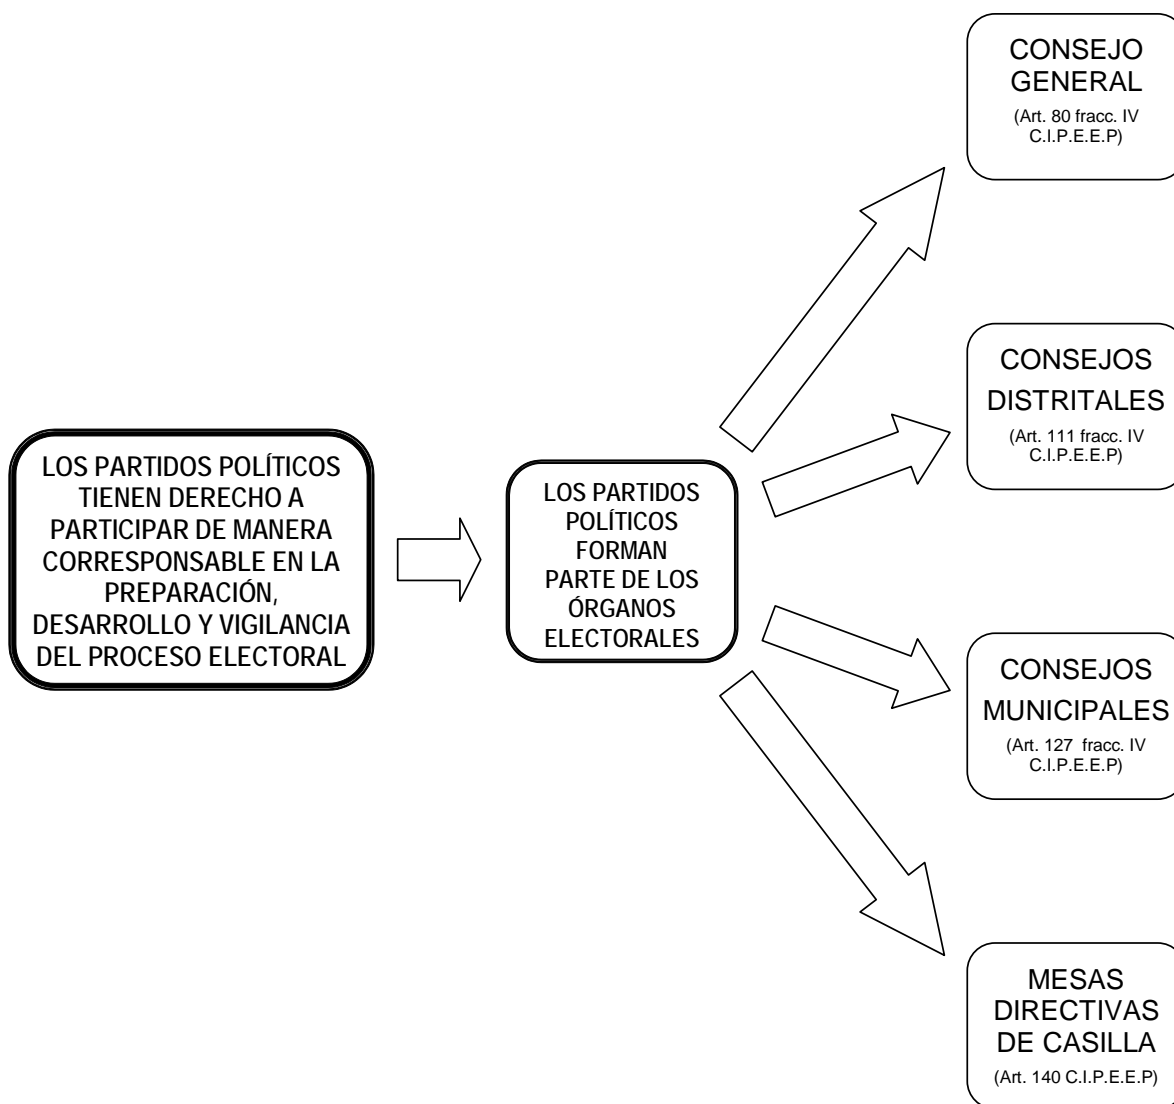 LOS PARTIDOS POLÍTICOS
TIENEN DERECHO A
PARTICIPAR DE MANERA
CORRESPONSABLE EN LA
PREPARACIÓN,
DESARROLLO Y VIGILANCIA
DEL PROCESO ELECTORAL
LOS PARTIDOS
POLÍTICOS
FORMAN
PARTE DE LOS
ÓRGANOS
ELECTORALES
CONSEJO
GENERAL
(Art. 80 fracc. IV
C.I.P.E.E.P)
CONSEJOS
DISTRITALES
(Art. 111 fracc. IV
C.I.P.E.E.P)
CONSEJOS
MUNICIPALES
(Art. 127 fracc. IV
C.I.P.E.E.P)
MESAS
DIRECTIVAS
DE CASILLA
(Art. 140 C.I.P.E.E.P)